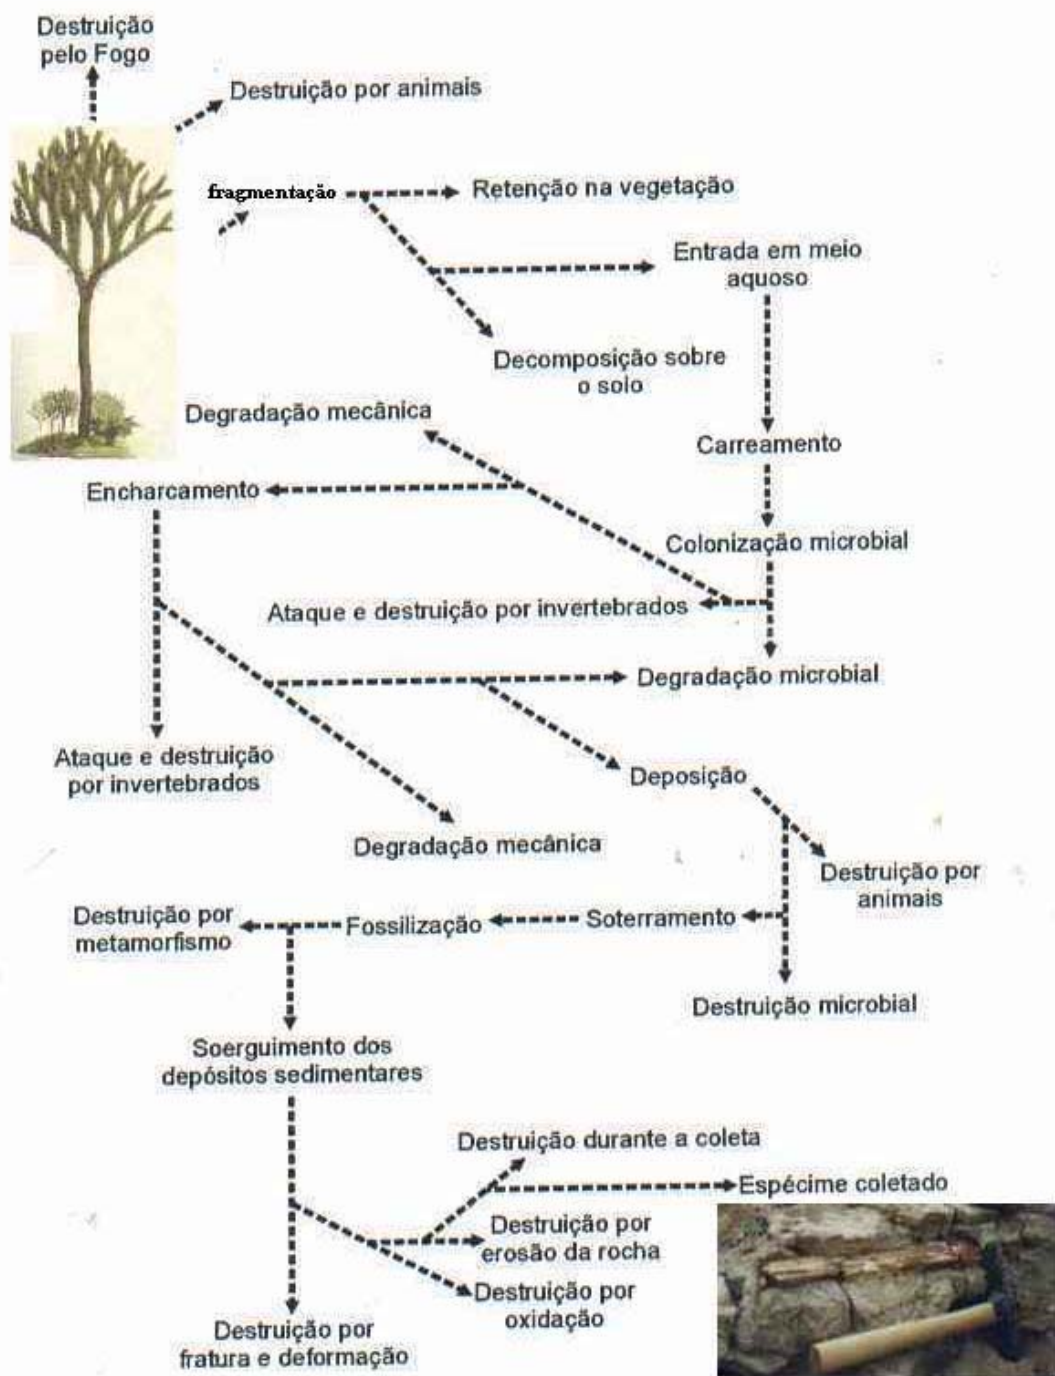 Destruição
pelo Fogo
Destruição por animais
fragmentação
Retenção na vegetação
Entrada em meio
aquoso
Decomposição sobre
o solo
Degradação mecânica
Carreamento
Encharcamento
Colonização microbial
Ataque e destruição por invertebrados
Degradação microbial
Ataque e destruição
por invertebrados
Deposição
Degradação mecânica
Destruição por
animais
Destruição por
metamorfismo
Fossilização
Soterramento
Destruição microbial
Soerguimento dos
depósitos sedimentares
Destruição durante a coleta
Espécime coletado
Destruição por
erosão da rocha
Destruição por
oxidação
Destruição por
fratura e deformação